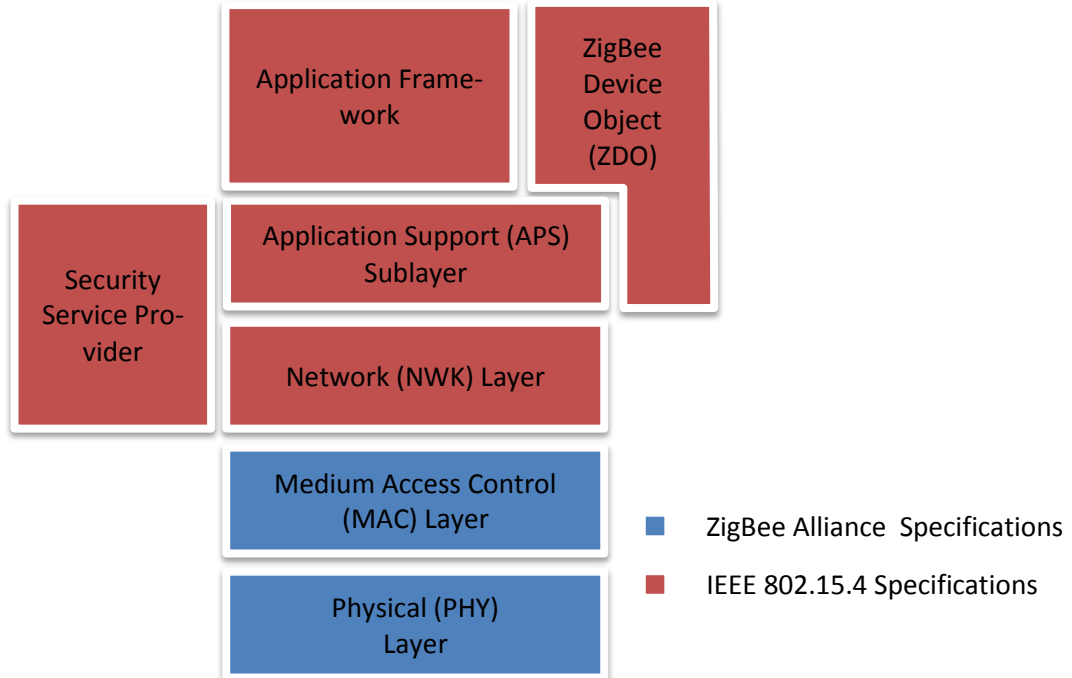 Application Frame-
work
ZigBee
Device
Object
(ZDO)
Security
Service Pro-
vider
Application Support (APS)
Sublayer
Network (NWK) Layer
Medium Access Control
(MAC) Layer
Physical (PHY)
Layer
ZigBee Alliance Specifications
IEEE 802.15.4 Specifications